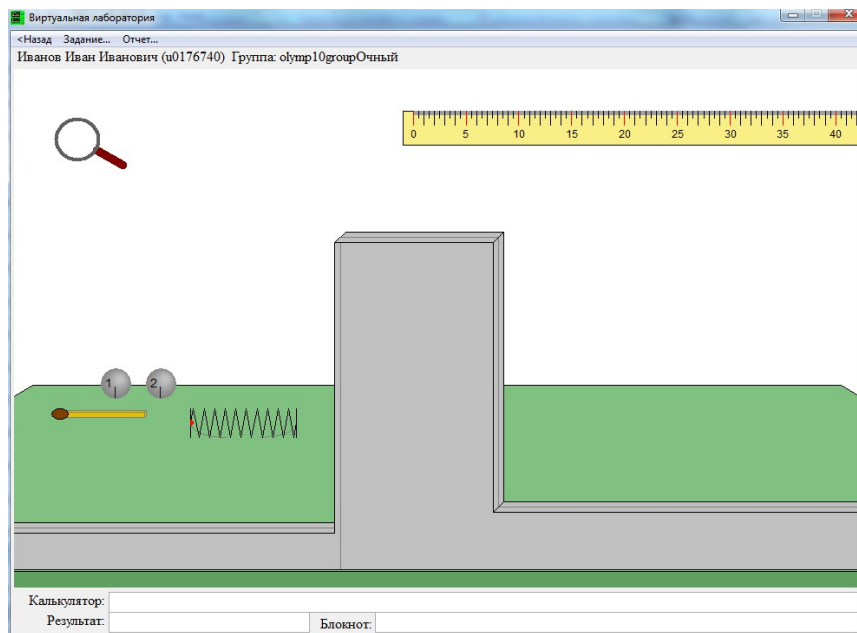 Виртуальная лаборатория
<Назад Задание... Отчет...
Иванов Иван Иванович (u0176740) Группа: olymp10groupОчный
0 5 10 15 20 25 30 35 40
1 2
Калькулятор:
Результат: Блокнот: